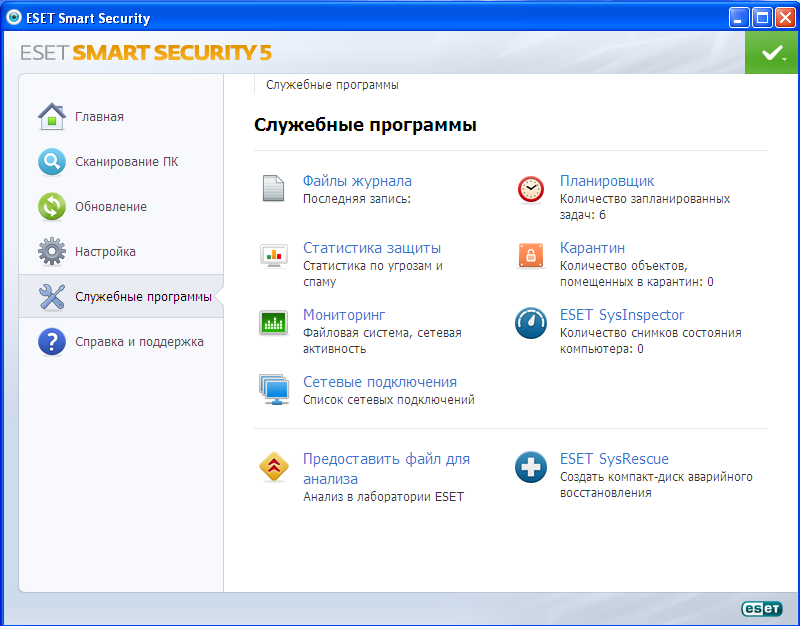 ESET Smart Security
ESET SMART SECURITY 5
Главная
Сканирование ПК
Обновление
Настройка
Служебные программы
Справка и поддержка
Служебные программы
Служебные программы
Файлы журнала
Последняя запись:
Планировщик
Количество запланированных
задач: 6
Статистика защиты
Статистика по угрозам и
спаму
Карантин
Количество объектов,
помещенных в карантин: 0
Мониторинг
Файловая система, сетевая
активность
ESET SysInspector
Количество снимков состояния
компьютера: 0
Сетевые подключения
Список сетевых подключений
Предоставить файл для
анализа
Анализ в лаборатории ESET
ESET SysRescue
Создать компакт-диск аварийного
восстановления
eset